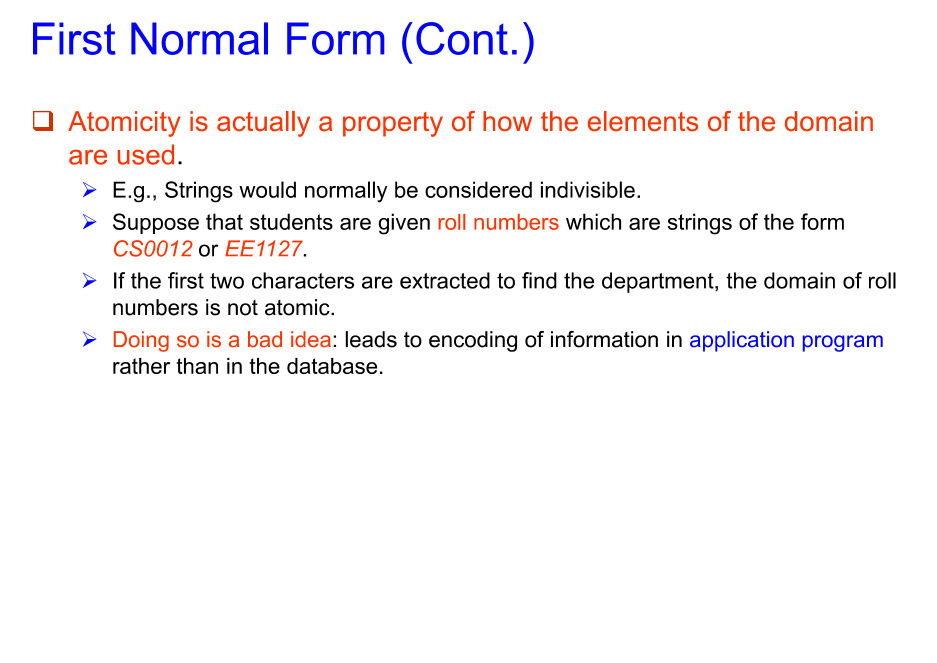 First Normal Form (Cont.)
Atomicity is actually a property of how the elements of the domain
are used.
E.g., Strings would normally be considered indivisible.
Suppose that students are given roll numbers which are strings of the form
CS0012 or EE1127.
If the first two characters are extracted to find the department, the domain of roll
numbers is not atomic.
Doing so is a bad idea: leads to encoding of information in application program
rather than in the database.